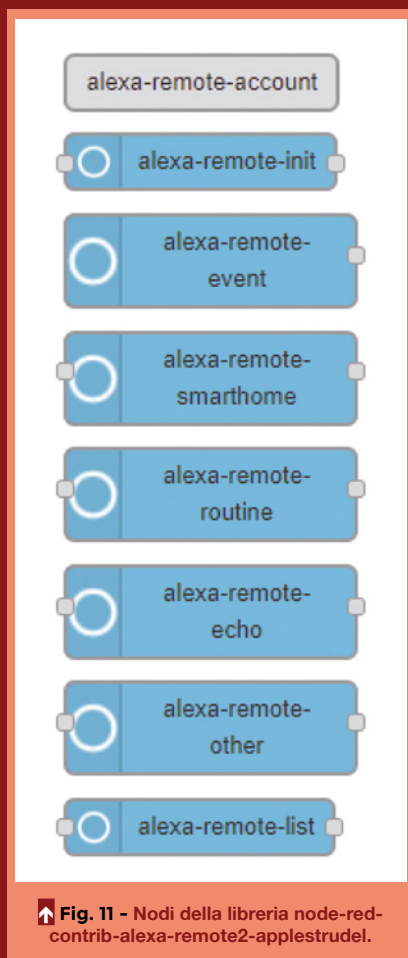 alexa-remote-account
alexa-remote-init
alexa-remote-
event
alexa-remote-
smarthome
alexa-remote-
routine
alexa-remote-
echo
alexa-remote-
other
alexa-remote-list
Fig. 11 - Nodi della libreria node-red-
contrib-alexa-remote2-applestrudel.